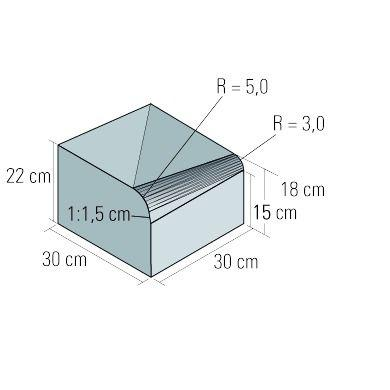 R = 5,0
R = 3,0
22 cm
18 cm
1:1,5 cm
15 cm
30 cm
30 cm